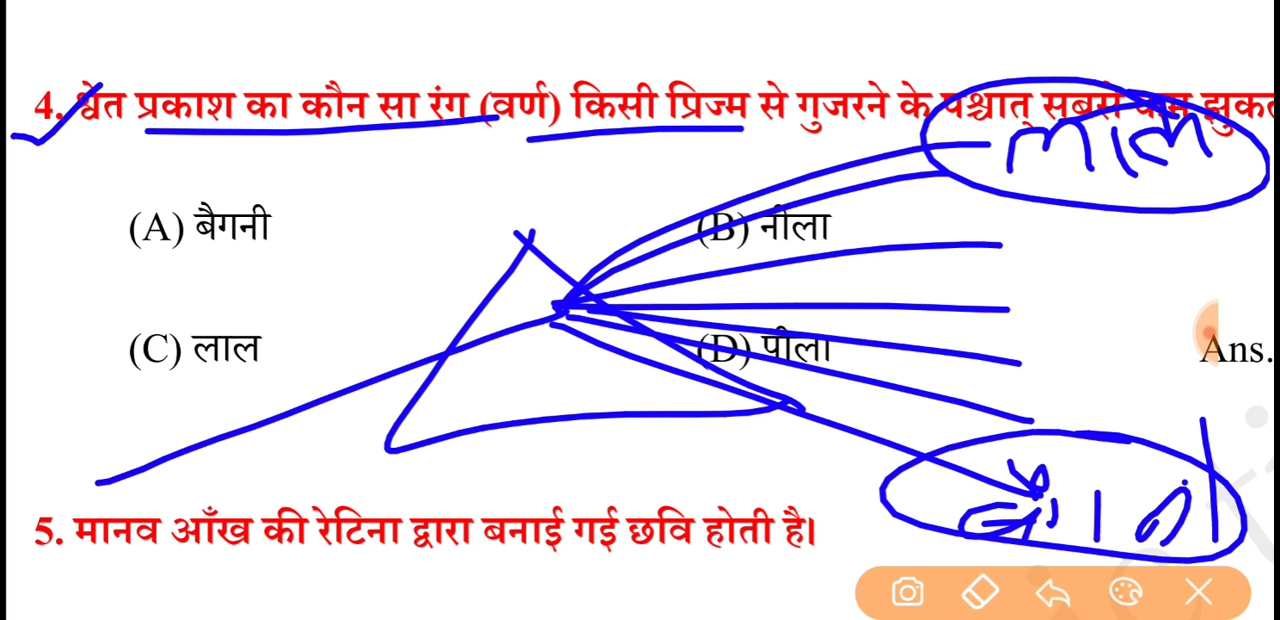 4. श्वेत प्रकाश का कौन सा रंग (वर्ण) किसी प्रिज्म से गुजरने के पश्चात् सबसे कम झुकत
लाल
(A) बैगनी (B) नीला
(C) लाल (D) पीला Ans.
5. मानव आँख की रेटिना द्वारा बनाई गई छवि होती है।